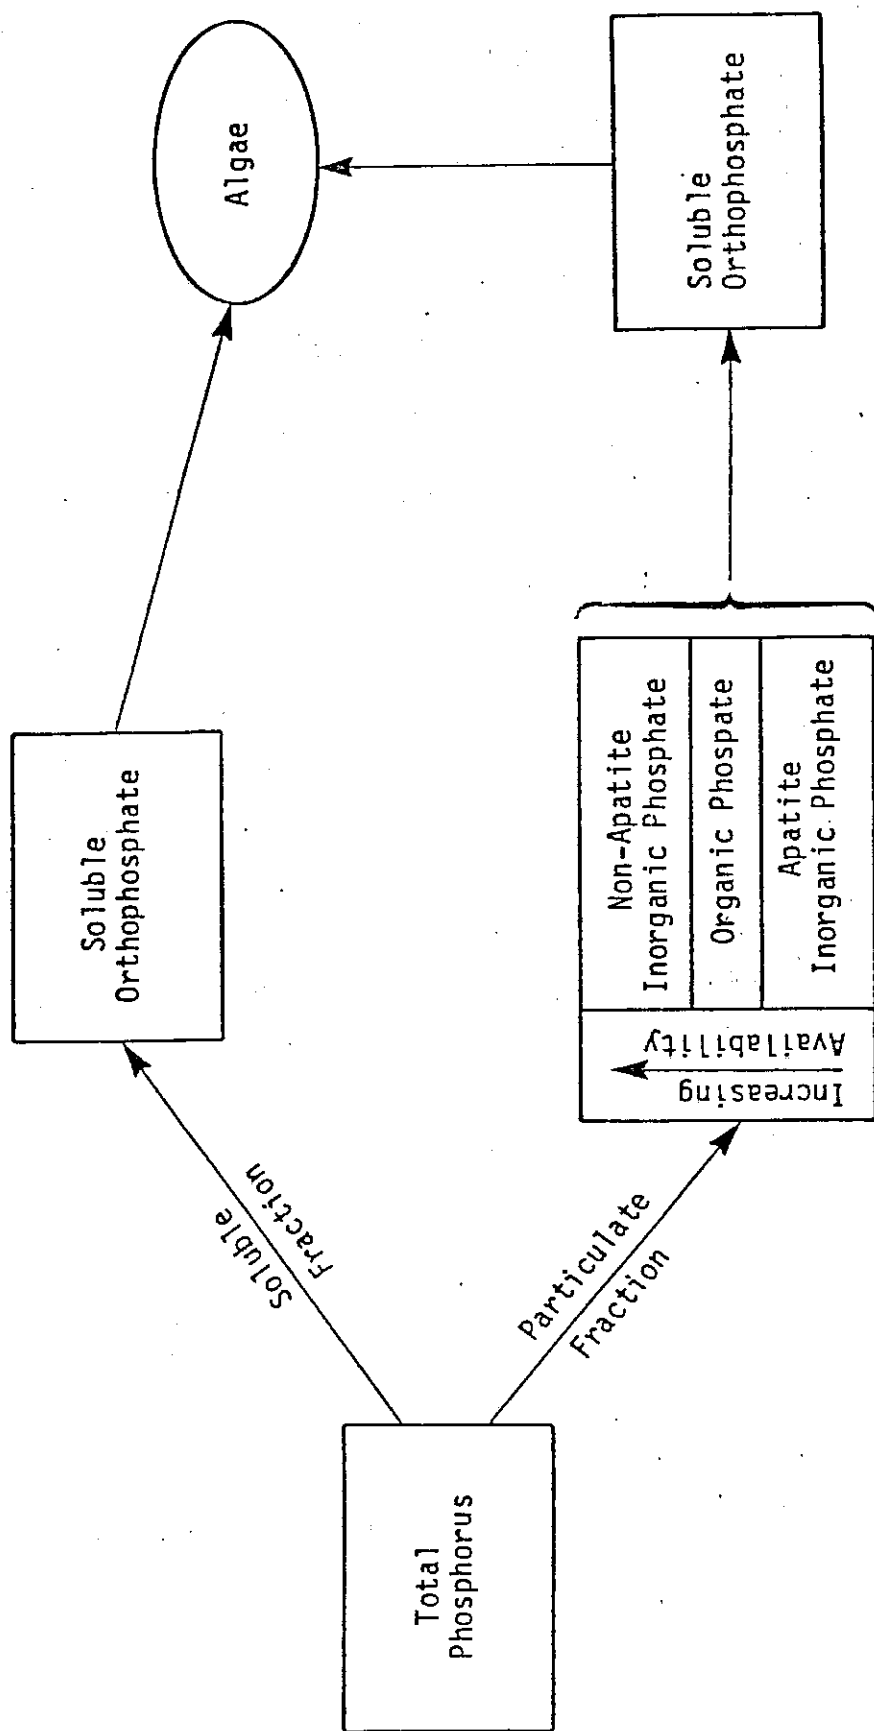 Total
Phosphorus
Soluble
Fraction
Particulate
Fraction
Soluble
Orthophosphate
Increasing
Availability
Non-Apatite
Inorganic Phosphate
Organic Phospate
Apatite
Inorganic Phosphate
Algae
Soluble
Orthophosphate